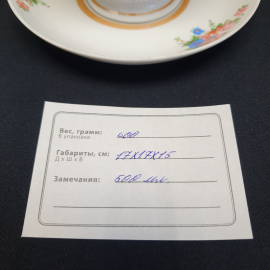 Вес, грамм: 600
В упаковке
Габариты, см: 17х17х15
Д х Ш х В
Замечания: 500 мл.